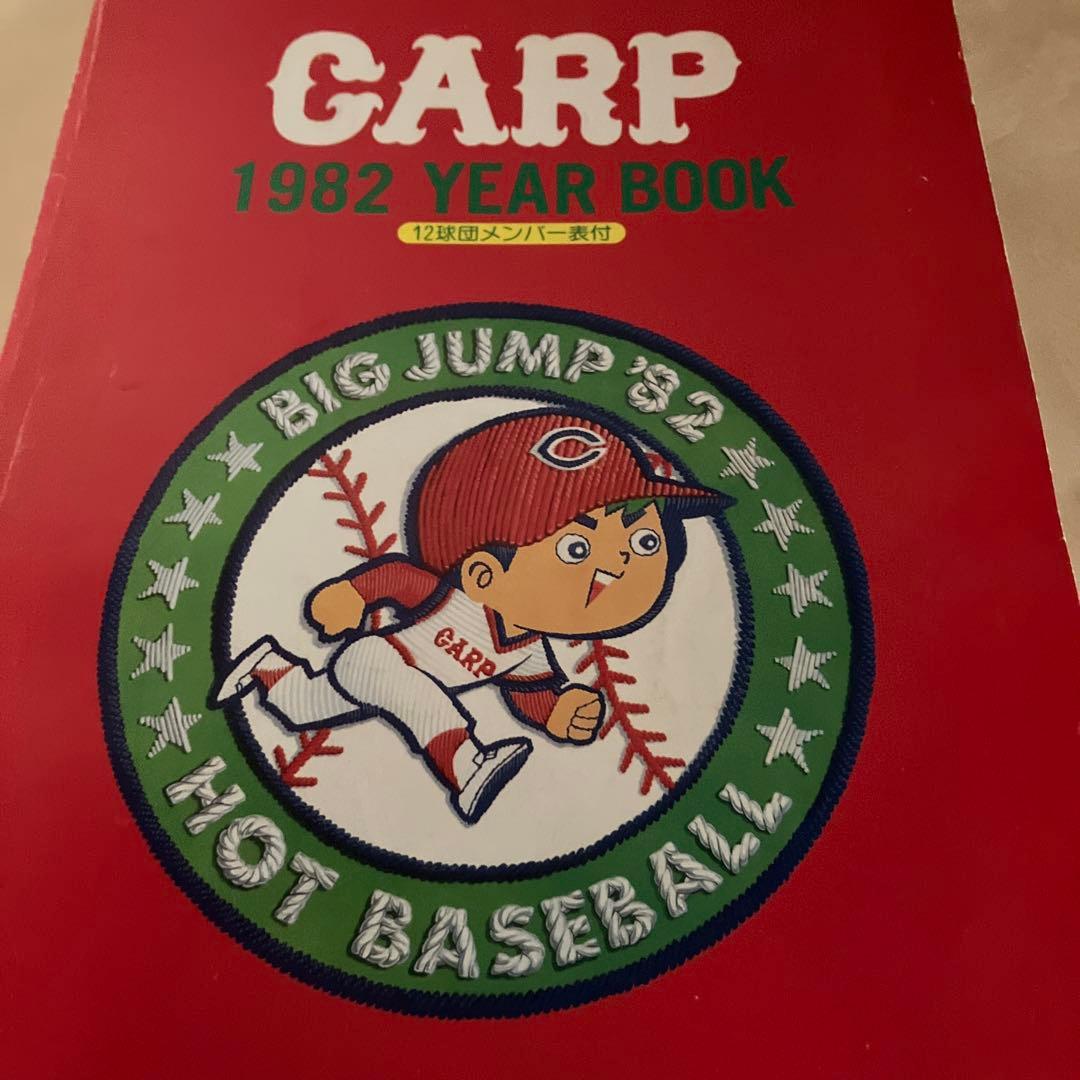 CARP
1982 YEAR BOOK
12球団メンバー表付
BIG JUMP '82
C
CARP
HOT BASEBALL